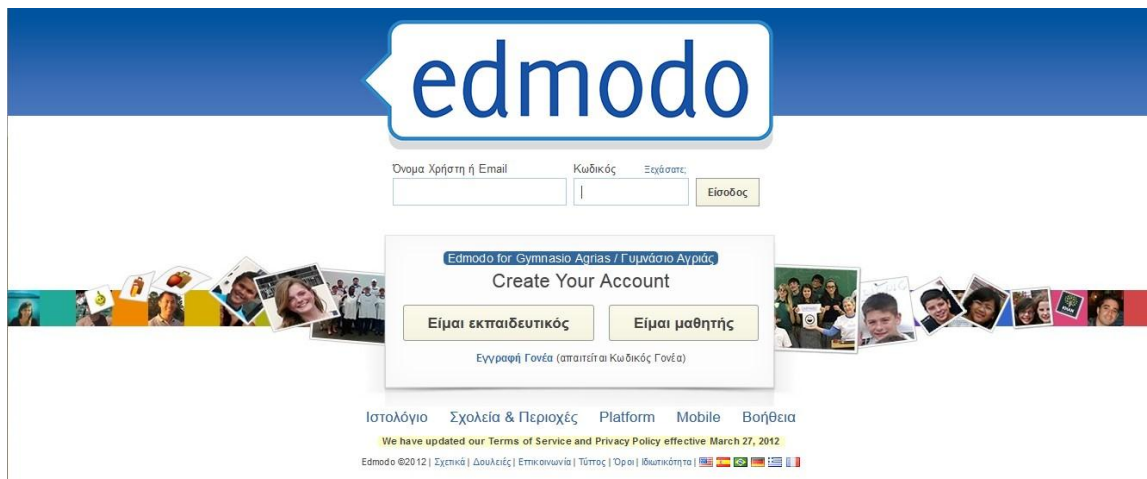 edmodo
Όνομα Χρήστη ή Email Κωδικός Ξεχάσατε;
Είσοδος
Edmodo for Gymnasio Agrias / Γυμνάσιο Αγριάς
Create Your Account
Είμαι εκπαιδευτικός Είμαι μαθητής
Εγγραφή Γονέα (απαιτείται Κωδικός Γονέα)
Ιστολόγιο Σχολεία & Περιοχές Platform Mobile Βοήθεια
We have updated our Terms of Service and Privacy Policy effective March 27, 2012
Edmodo ©2012 | Σχετικά | Δουλειές | Επικοινωνία | Τύπος | Όροι | Ιδιωτικότητα |